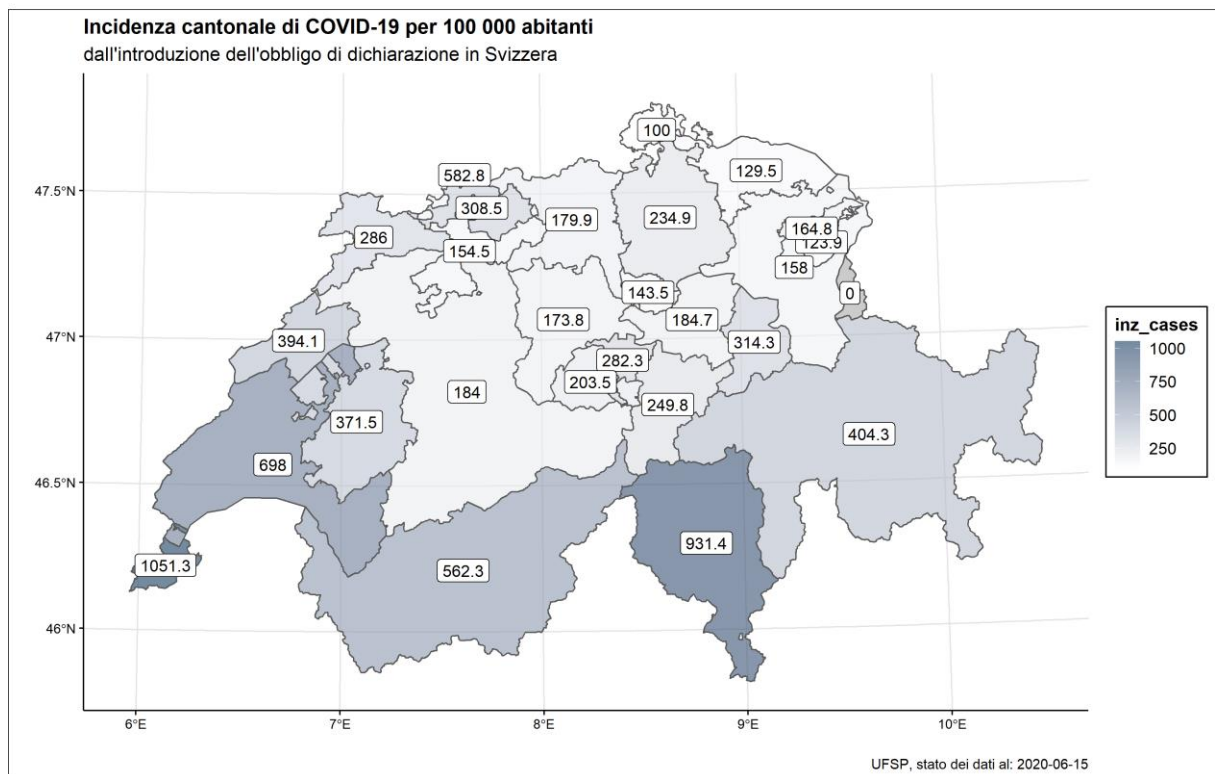 Incidenza cantonale di COVID-19 per 100 000 abitanti
dall'introduzione dell'obbligo di dichiarazione in Svizzera
100
582.8
129.5
308.5
179.9
234.9
164.8
123.9
286
154.5
158
143.5
0
173.8
184.7
394.1
314.3
282.3
203.5
184
249.8
371.5
404.3
698
931.4
1051.3
562.3
47.5°N
47°N
46.5°N
46°N
6°E
7°E
8°E
9°E
10°E
inz_cases
1000
750
500
250
UFSP, stato dei dati al: 2020-06-15